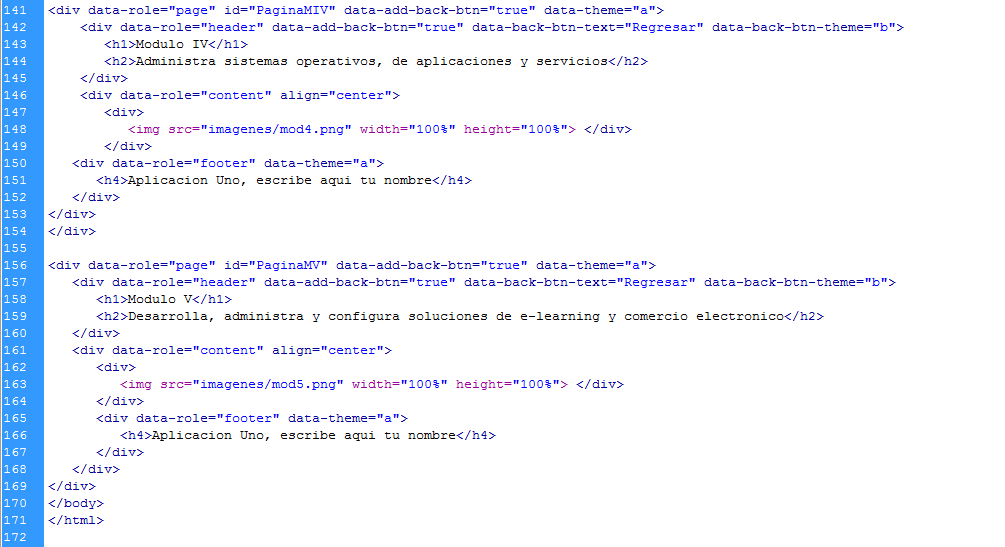 141 <div data-role="page" id="PaginaMIV" data-add-back-btn="true" data-theme="a">
142     <div data-role="header" data-add-back-btn="true" data-back-btn-text="Regresar" data-back-btn-theme="b">
143        <h1>Modulo IV</h1>
144        <h2>Administra sistemas operativos, de aplicaciones y servicios</h2>
145     </div>
146     <div data-role="content" align="center">
147        <div>
148           <img src="imagenes/mod4.png" width="100%" height="100%"> </div>
149        </div>
150    <div data-role="footer" data-theme="a">
151       <h4>Aplicacion Uno, escribe aqui tu nombre</h4>
152    </div>
153 </div>
154 </div>
155
156 <div data-role="page" id="PaginaMV" data-add-back-btn="true" data-theme="a">
157    <div data-role="header" data-add-back-btn="true" data-back-btn-text="Regresar" data-back-btn-theme="b">
158       <h1>Modulo V</h1>
159       <h2>Desarrolla, administra y configura soluciones de e-learning y comercio electronico</h2>
160    </div>
161    <div data-role="content" align="center">
162       <div>
163          <img src="imagenes/mod5.png" width="100%" height="100%"> </div>
164       </div>
165       <div data-role="footer" data-theme="a">
166          <h4>Aplicacion Uno, escribe aqui tu nombre</h4>
167       </div>
168    </div>
169 </div>
170 </body>
171 </html>
172